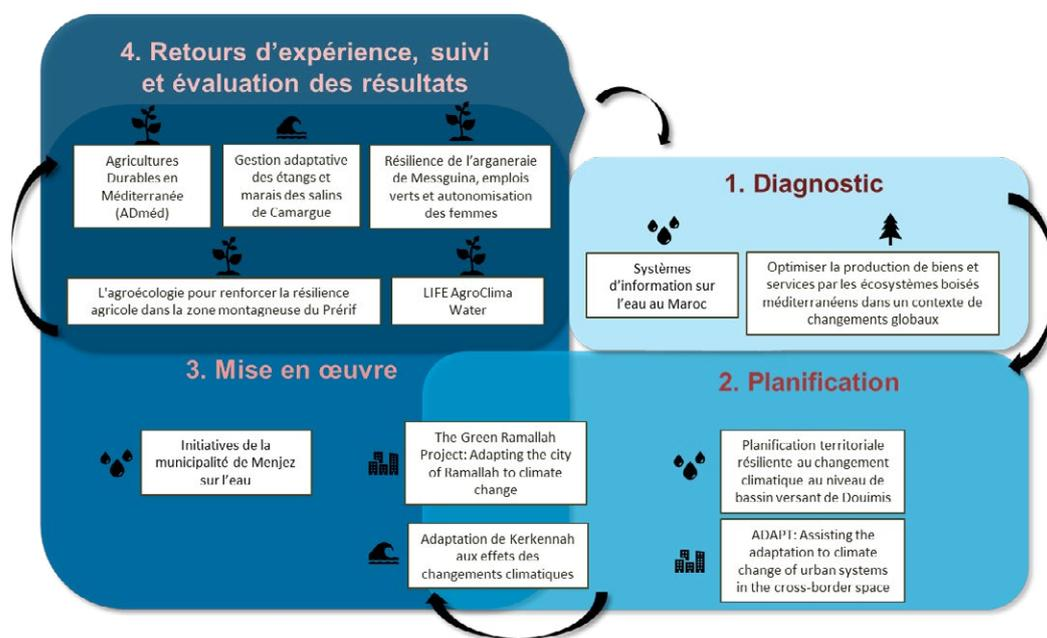 4. Retours d'expérience, suivi
et évaluation des résultats
Agricultures
Durables en
Méditerranée
(ADméd)
Gestion adaptative
des étangs et
marais des salins
de Camargue
Résilience de l'arganeraie
de Messguina, emplois
verts et autonomisation
des femmes
L'agroécologie pour renforcer la résilience
agricole dans la zone montagneuse du Prérif
LIFE AgroClima
Water
1. Diagnostic
Systèmes
d'information sur
l'eau au Maroc
Optimiser la production de biens et
services par les écosystèmes boisés
méditerranéens dans un contexte de
changements globaux
3. Mise en œuvre
Initiatives de la
municipalité de Menjez
sur l'eau
The Green Ramallah
Project: Adapting the city
of Ramallah to climate
change
Adaptation de Kerkennah
aux effets des
changements climatiques
2. Planification
Planification territoriale
résiliente au changement
climatique au niveau de
bassin versant de Douimis
ADAPT: Assisting the
adaptation to climate
change of urban systems
in the cross-border space